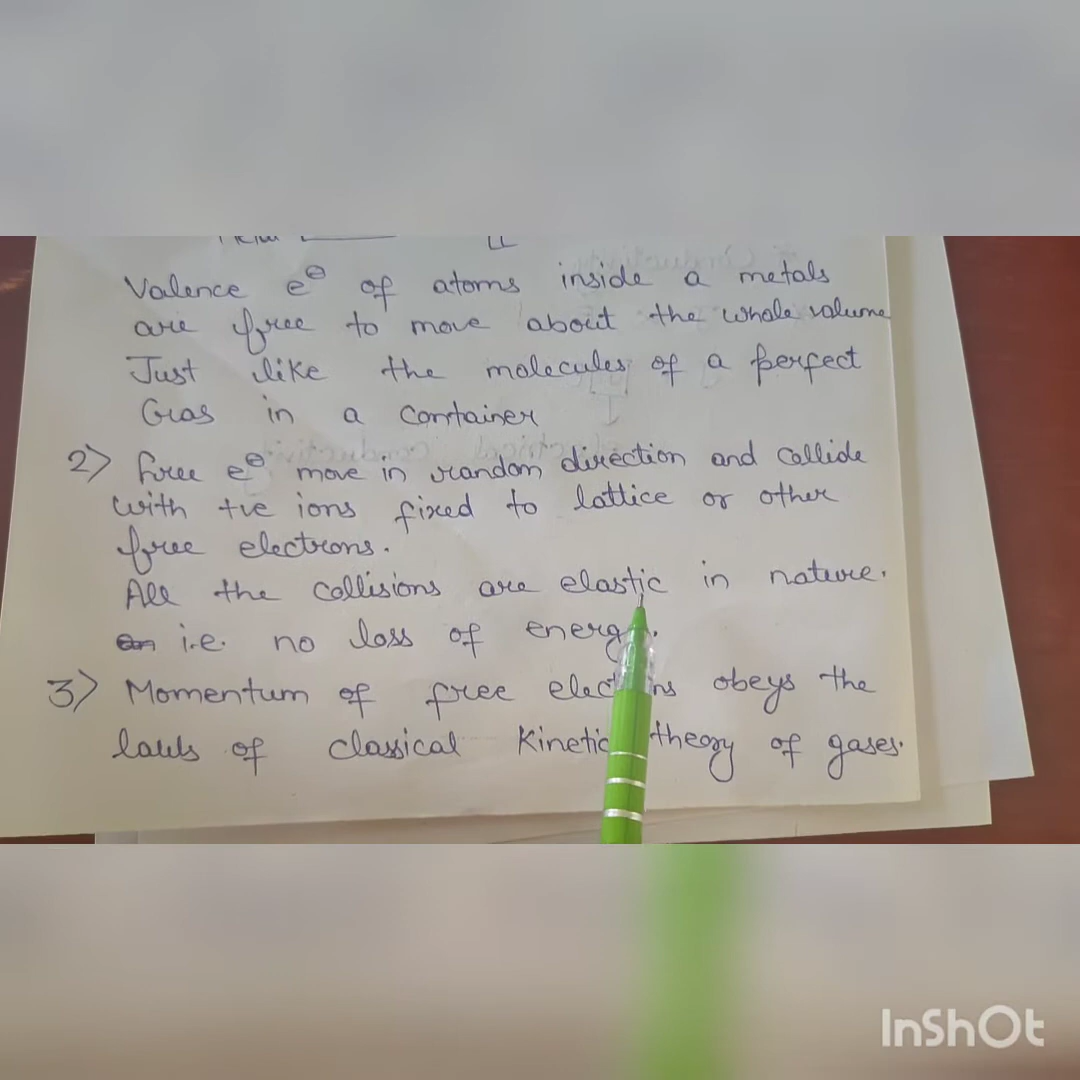 Valence e⊖ of atoms inside a metals
are free to move about the whole volume
Just like the molecules of a perfect
Gas in a container
2) Free e⊖ move in random direction and collide
with +ve ions fixed to lattice or other
free electrons.
All the collisions are elastic in nature.
i.e. no loss of energy.
3) Momentum of free electrons obeys the
laws of classical Kinetic theory of gases.
InShOt